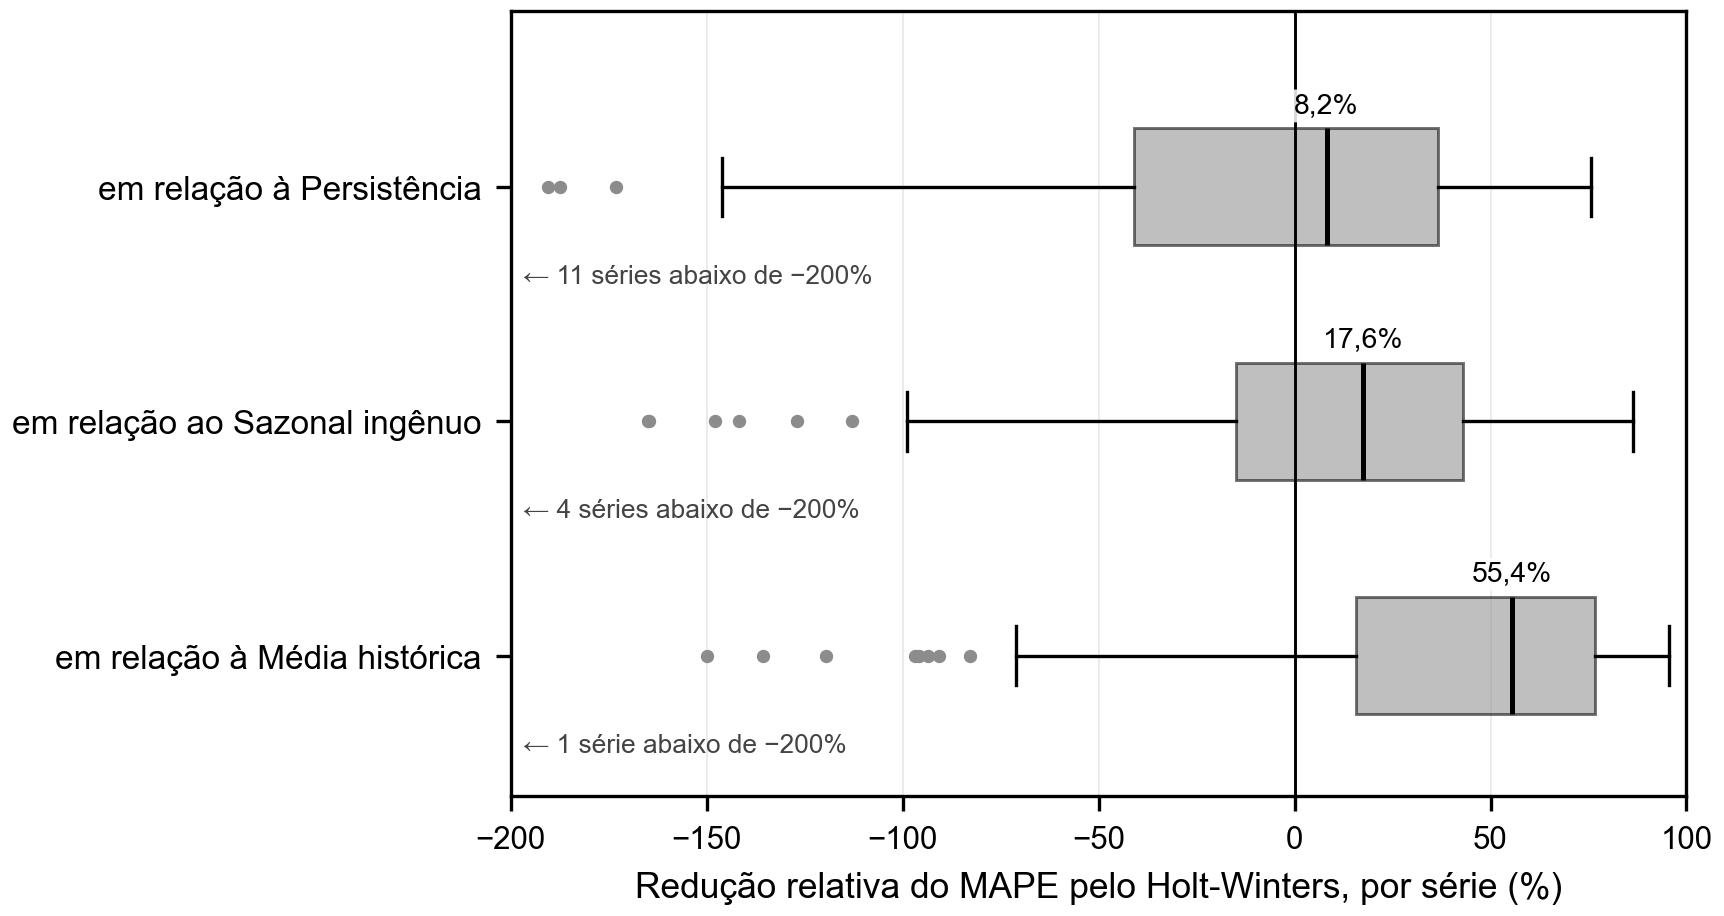 8,2%
em relação à Persistência
← 11 séries abaixo de −200%
17,6%
em relação ao Sazonal ingênuo
← 4 séries abaixo de −200%
55,4%
em relação à Média histórica
← 1 série abaixo de −200%
−200 −150 −100 −50 0 50 100
Redução relativa do MAPE pelo Holt-Winters, por série (%)